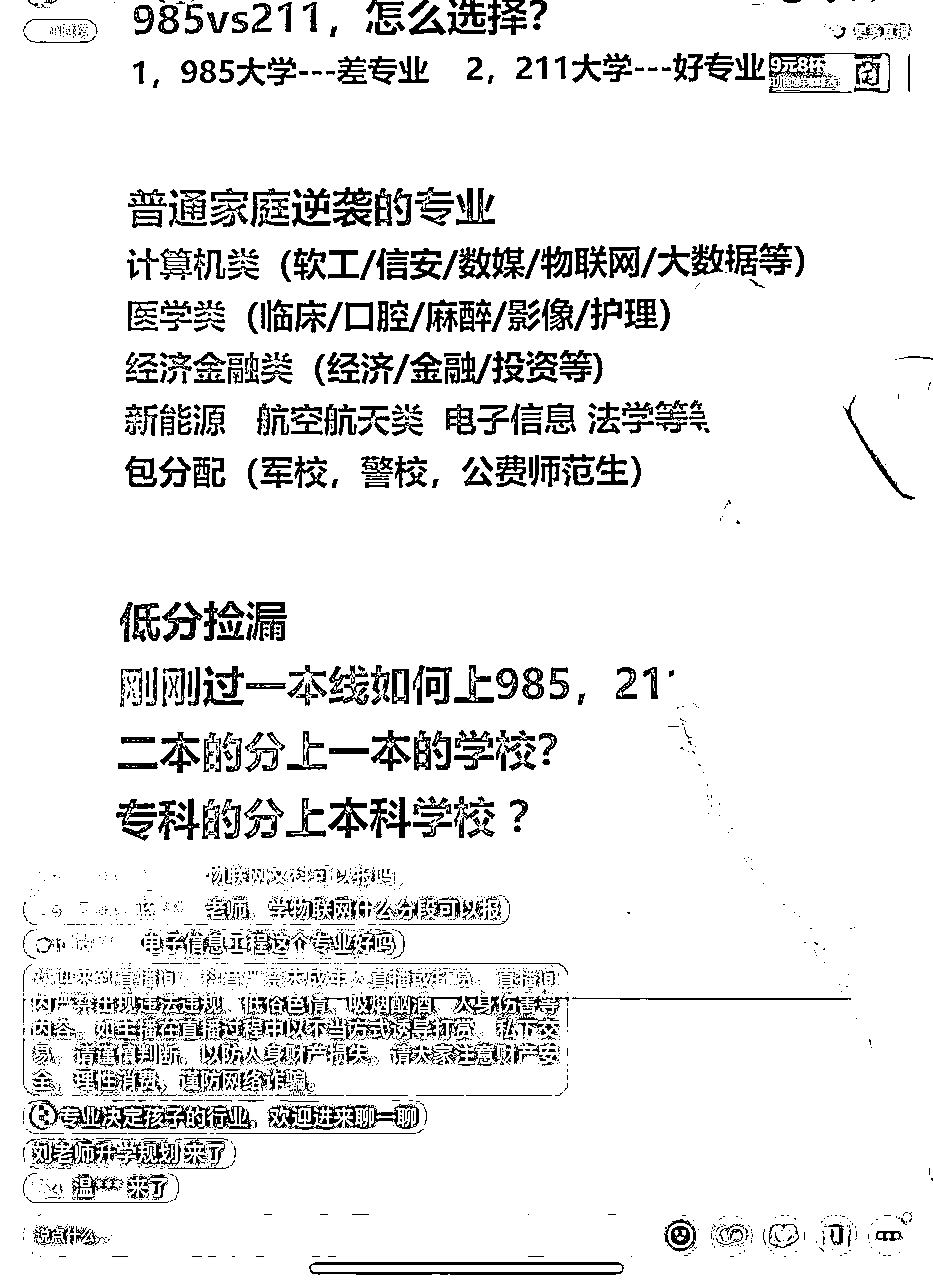 985vs211，怎么选择？
更多直播
1，985大学---差专业 2，211大学---好专业
9元8杯
普通家庭逆袭的专业
计算机类（软工/信安/数媒/物联网/大数据等）
医学类（临床/口腔/麻醉/影像/护理）
经济金融类（经济/金融/投资等）
新能源 航空航天类 电子信息 法学等等
包分配（军校，警校，公费师范生）
低分捡漏
刚刚过一本线如何上985，21
二本的分上一本的学校?
专科的分上本科学校？
物联网文科可以报吗
老师，学物联网什么分段可以报
电子信息工程这个专业好吗
欢迎来到直播间！抖音严禁未成年人直播或打赏。直播间
内严禁出现违法违规、低俗色情、吸烟酗酒、人身伤害等
内容。如主播在直播过程中以不当方式诱导打赏、私下交
易，请谨慎判断，以防人身财产损失。请大家注意财产安
全，理性消费，谨防网络诈骗。
专业决定孩子的行业。欢迎进来聊一聊
刘老师升学规划 来了
温*** 来了
说点什么...